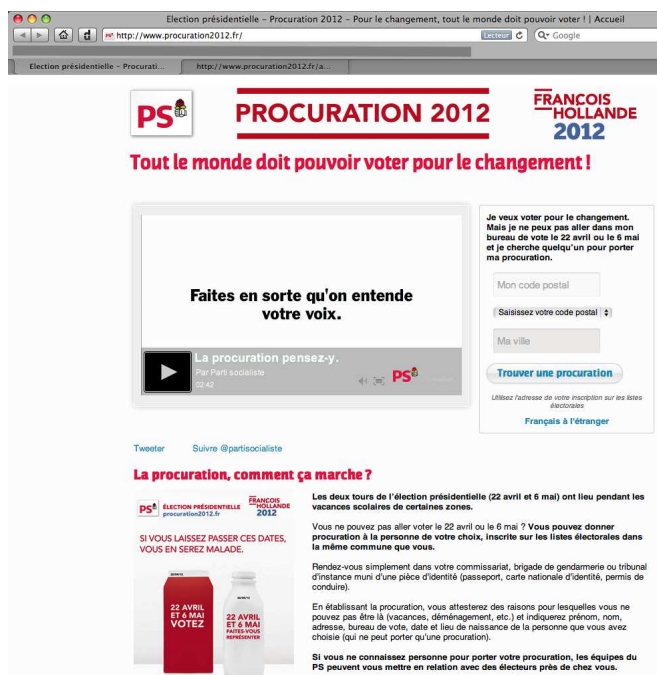 Election présidentielle – Procuration 2012 – Pour le changement, tout le monde doit pouvoir voter ! | Accueil
http://www.procuration2012.fr/
Lecteur
Google
Election présidentielle – Procurati...
http://www.procuration2012.fr/a...
PS
PROCURATION 2012
FRANÇOIS
HOLLANDE
2012
Tout le monde doit pouvoir voter pour le changement !
Faites en sorte qu'on entende
votre voix.
La procuration pensez-y.
Par Parti socialiste
02:42
PS
Je veux voter pour le changement.
Mais je ne peux pas aller dans mon
bureau de vote le 22 avril ou le 6 mai
et je cherche quelqu'un pour porter
ma procuration.
Mon code postal
Saisissez votre code postal
Ma ville
Trouver une procuration
Utilisez l'adresse de votre inscription sur les listes
électorales
Français à l'étranger
Tweeter
Suivre @partisocialiste
La procuration, comment ça marche ?
PS
ÉLECTION PRÉSIDENTIELLE
procuration2012.fr
FRANÇOIS
HOLLANDE
2012
SI VOUS LAISSEZ PASSER CES DATES,
VOUS EN SEREZ MALADE.
22 AVRIL
ET 6 MAI
VOTEZ
22 AVRIL
ET 6 MAI
FAITES-VOUS
REPRÉSENTER
Les deux tours de l'élection présidentielle (22 avril et 6 mai) ont lieu pendant les
vacances scolaires de certaines zones.
Vous ne pouvez pas aller voter le 22 avril ou le 6 mai ? Vous pouvez donner
procuration à la personne de votre choix, inscrite sur les listes électorales dans
la même commune que vous.
Rendez-vous simplement dans votre commissariat, brigade de gendarmerie ou tribunal
d'instance muni d'une pièce d'identité (passeport, carte nationale d'identité, permis de
conduire).
En établissant la procuration, vous attesterez des raisons pour lesquelles vous ne
pouvez pas être là (vacances, déménagement, etc.) et indiquerez prénom, nom,
adresse, bureau de vote, date et lieu de naissance de la personne que vous avez
choisie (qui ne peut porter qu'une procuration).
Si vous ne connaissez personne pour porter votre procuration, les équipes du
PS peuvent vous mettre en relation avec des électeurs près de chez vous.